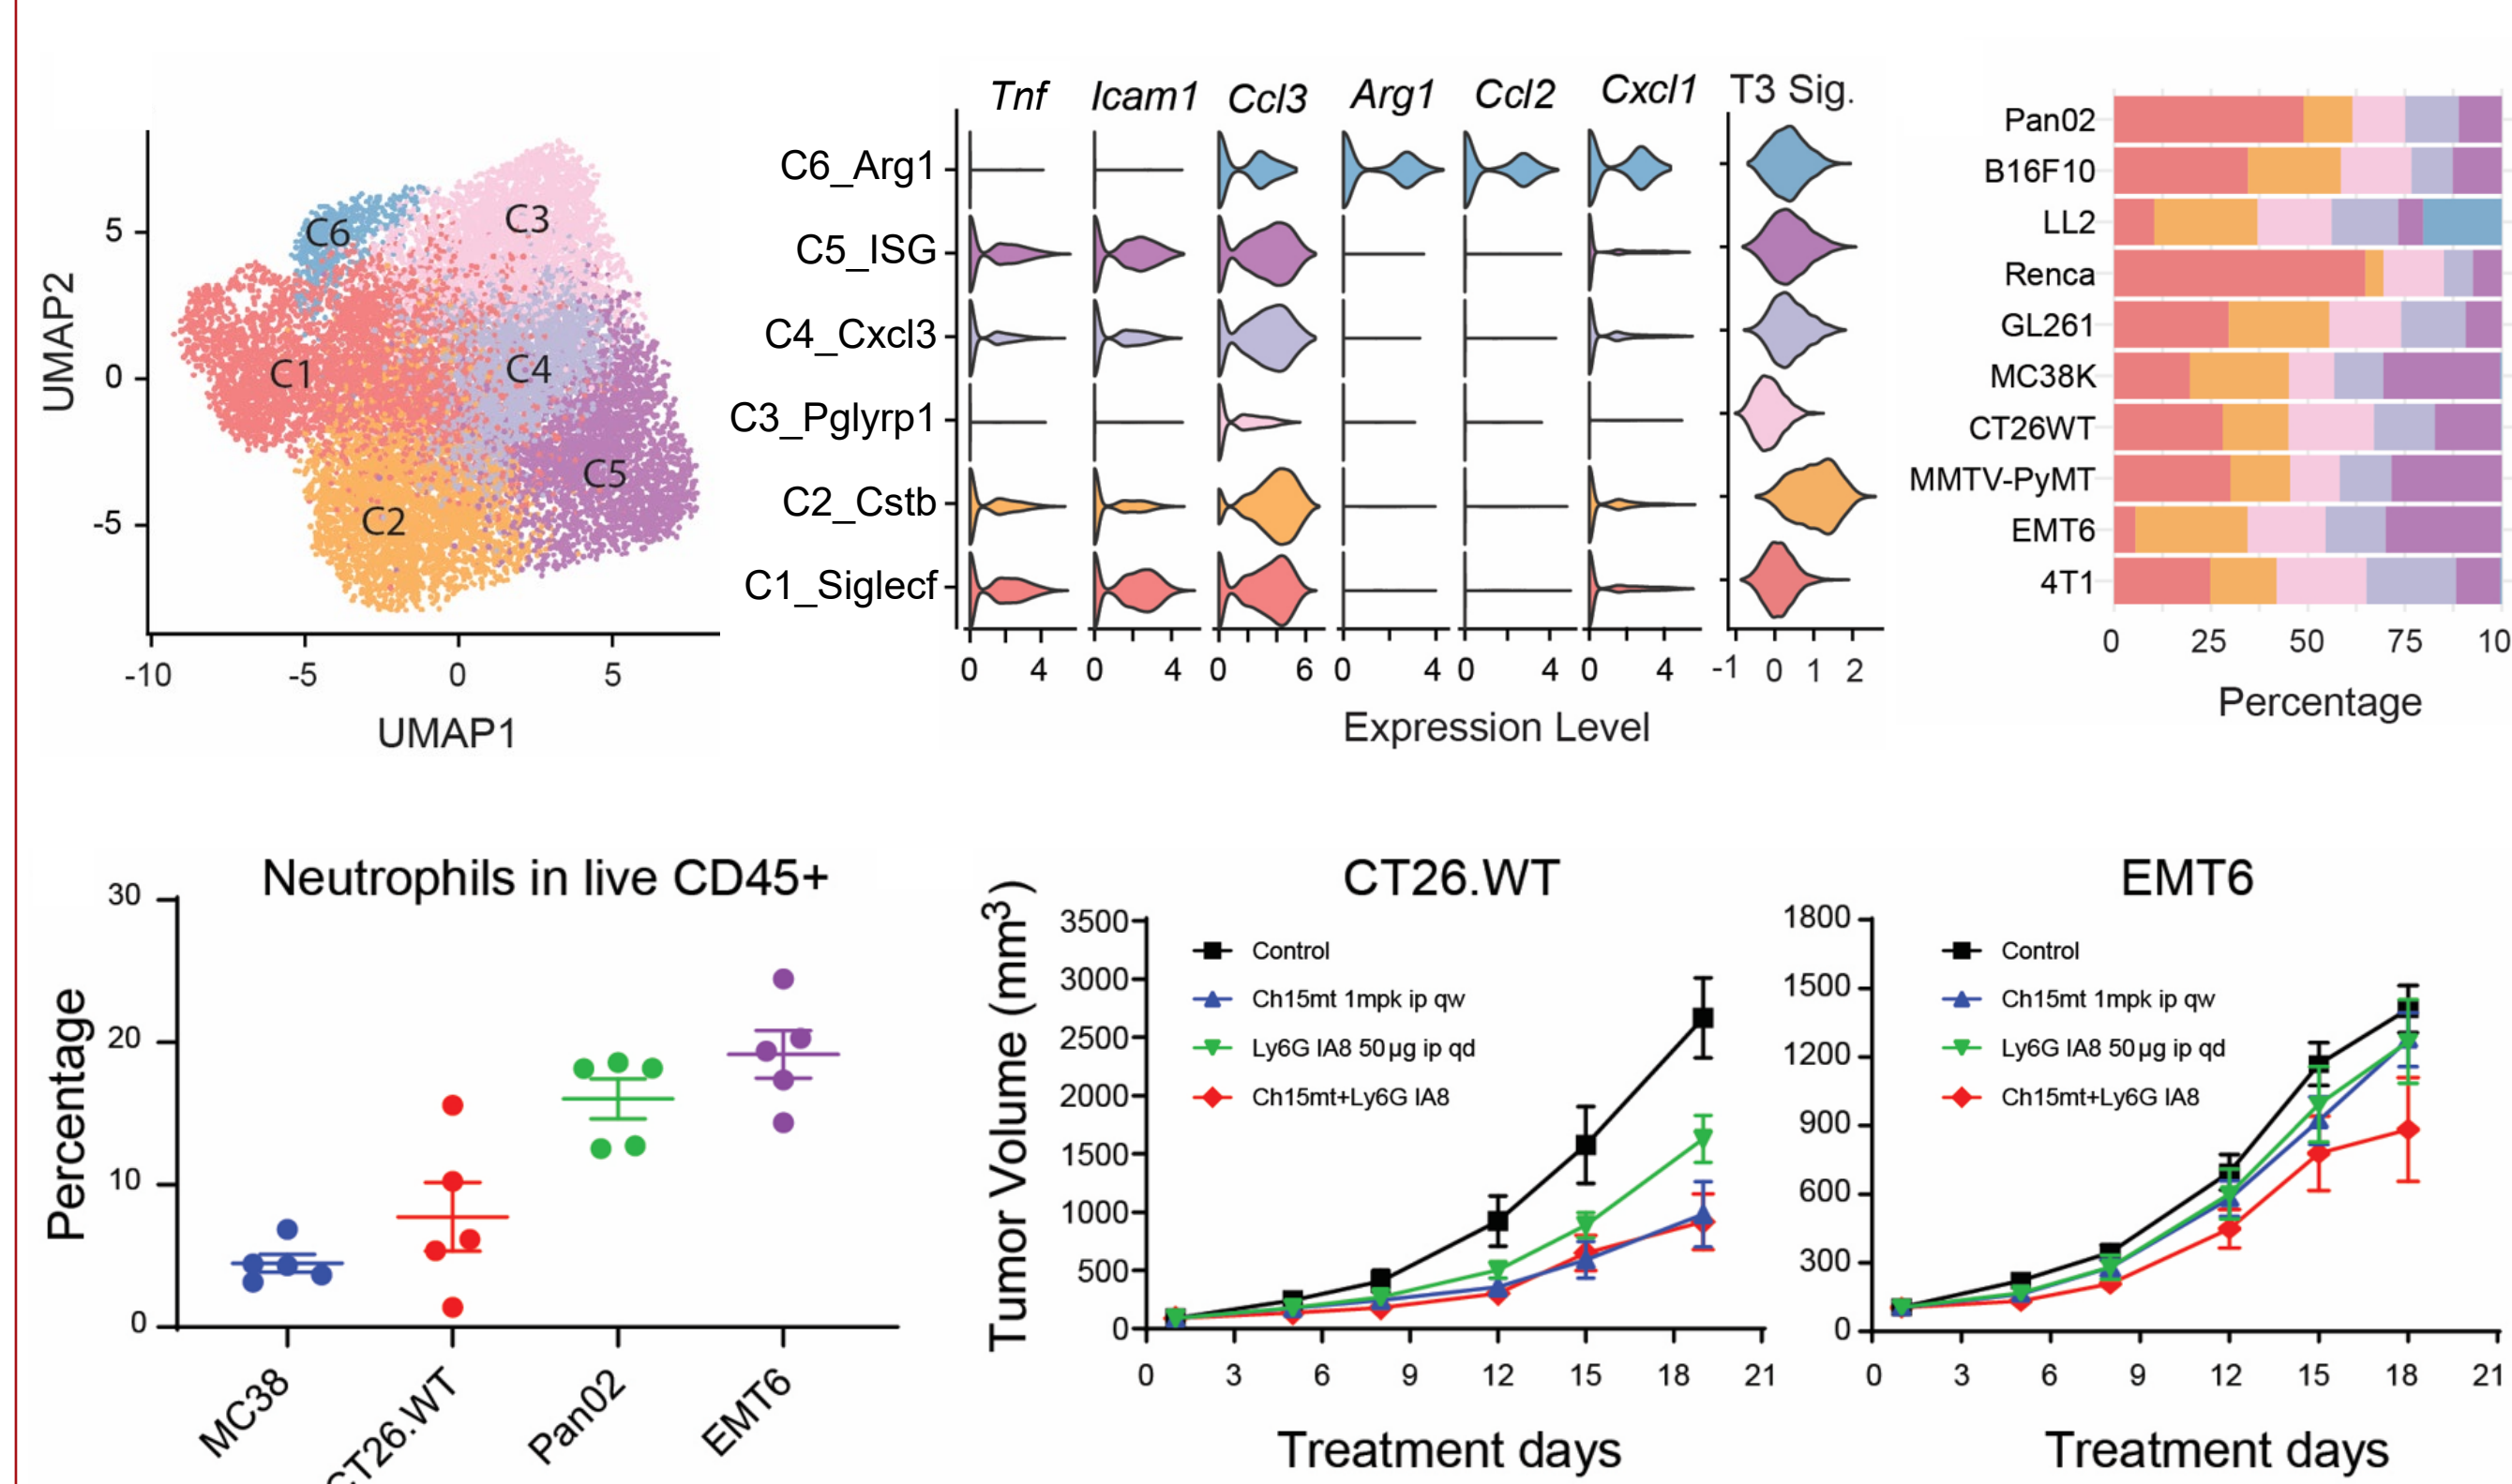 5
0
-5
-10 -5 0 5
UMAP2
UMAP1
C6
C3
C1
C4
C5
C2
Tnf Icam1 Ccl3 Arg1 Ccl2 Cxcl1 T3 Sig.
C6_Arg1
C5_ISG
C4_Cxcl3
C3_Pglyrp1
C2_Cstb
C1_Siglecf
0 4 0 4 0 6 0 4 0 4 0 4 -1 0 1 2
Expression Level
Pan02
B16F10
LL2
Renca
GL261
MC38K
CT26WT
MMTV-PyMT
EMT6
4T1
0 25 50 75 10
Percentage
Neutrophils in live CD45+
30
20
10
0
Percentage
MC38
CT26.WT
Pan02
EMT6
CT26.WT
Tumor Volume (mm³)
3500
3000
2500
2000
1500
1000
500
0
Control
Ch15mt 1mpk ip qw
Ly6G IA8 50µg ip qd
Ch15mt+Ly6G IA8
0 3 6 9 12 15 18 21
Treatment days
EMT6
1800
1500
1200
900
600
300
0
Control
Ch15mt 1mpk ip qw
Ly6G IA8 50µg ip qd
Ch15mt+Ly6G IA8
0 3 6 9 12 15 18 21
Treatment days